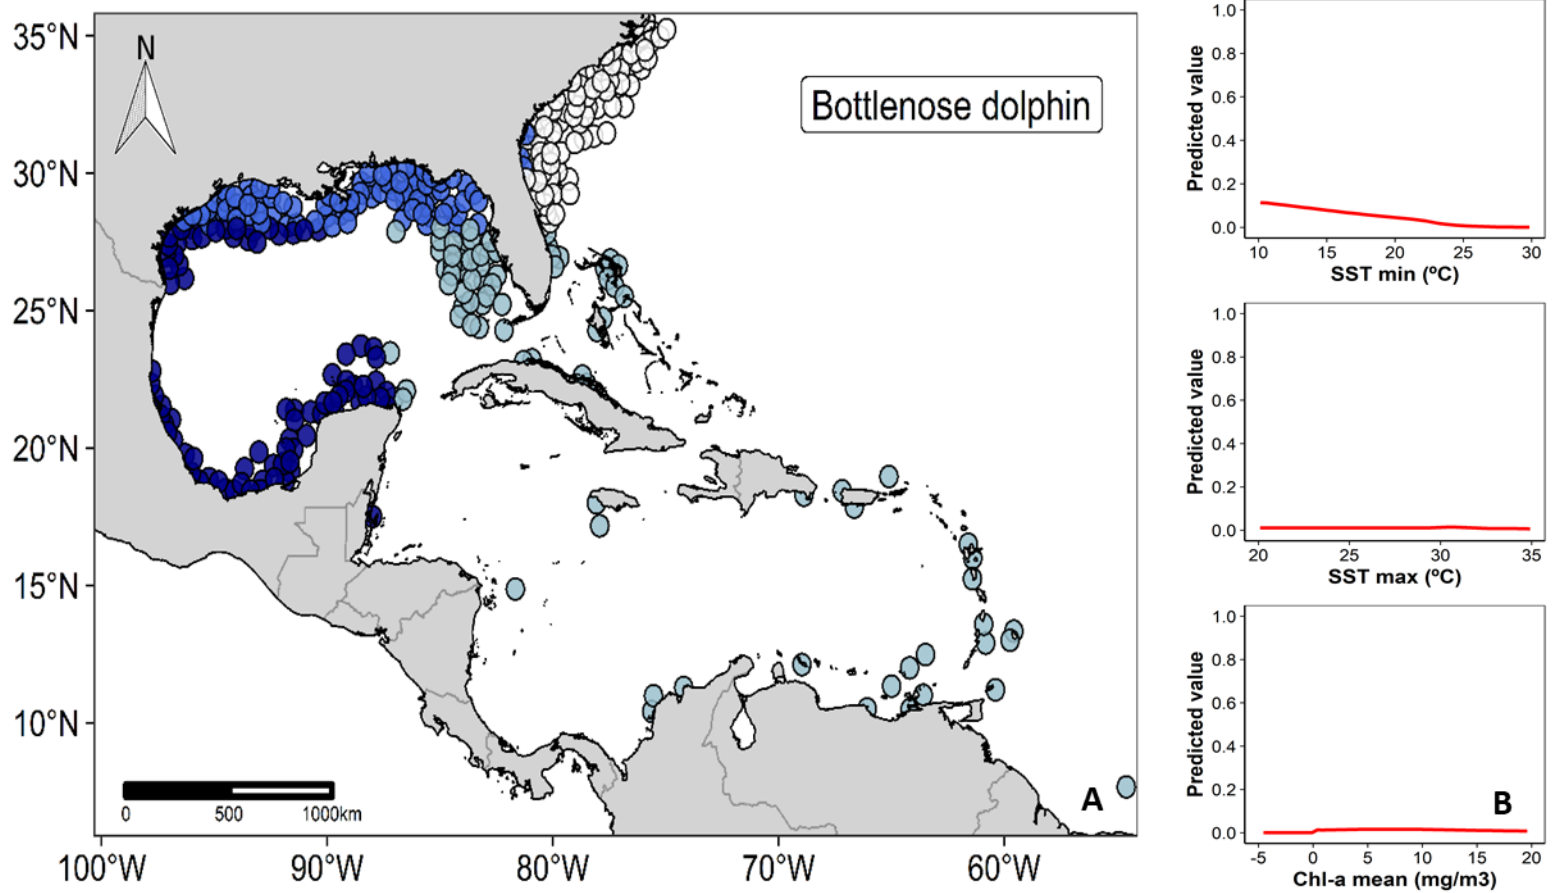 35°N
30°N
25°N
20°N
15°N
10°N
N
Bottlenose dolphin
0 500 1000km
A
100°W 90°W 80°W 70°W 60°W
Predicted value
1.0
0.8
0.6
0.4
0.2
0.0
10 15 20 25 30
SST min (ºC)
Predicted value
1.0
0.8
0.6
0.4
0.2
0.0
20 25 30 35
SST max (ºC)
Predicted value
1.0
0.8
0.6
0.4
0.2
0.0
B
-5 0 5 10 15 20
Chl-a mean (mg/m3)